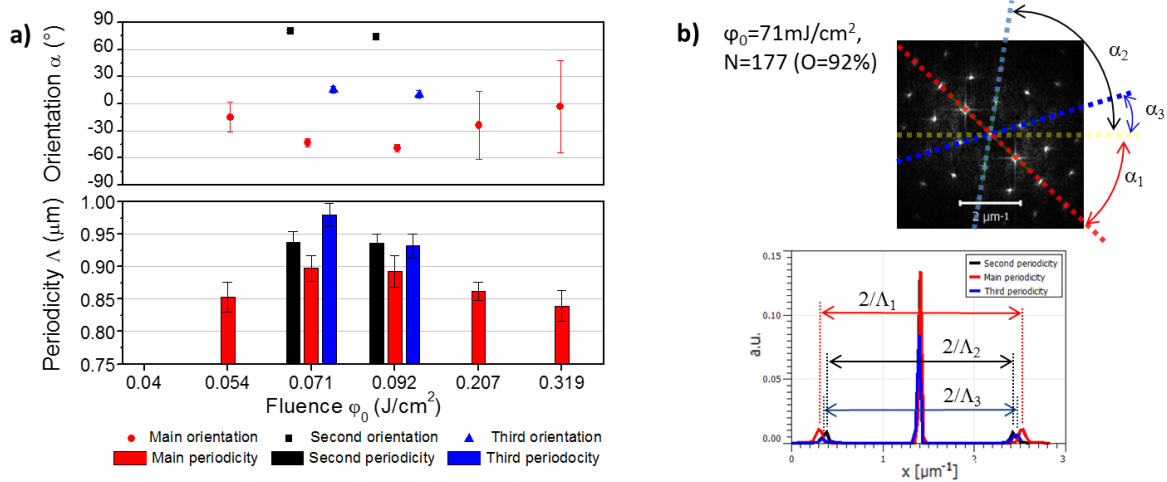 a)
Orientation α (°)
90
60
30
0
-30
-60
-90
Periodicity Λ (μm)
1.00
0.95
0.90
0.85
0.80
0.75
0.04 0.054 0.071 0.092 0.207 0.319
Fluence φ₀ (J/cm²)
Main orientation Second orientation Third orientation
Main periodicity Second periodicity Third periodocity
b)
φ₀=71mJ/cm²,
N=177 (O=92%)
α₂
α₃
α₁
2 μm⁻¹
a.u.
0.15
0.10
0.05
0.00
Second periodicity
Main periodicity
Third periodicity
2/Λ₁
2/Λ₂
2/Λ₃
0 1 2 3
x [μm⁻¹]